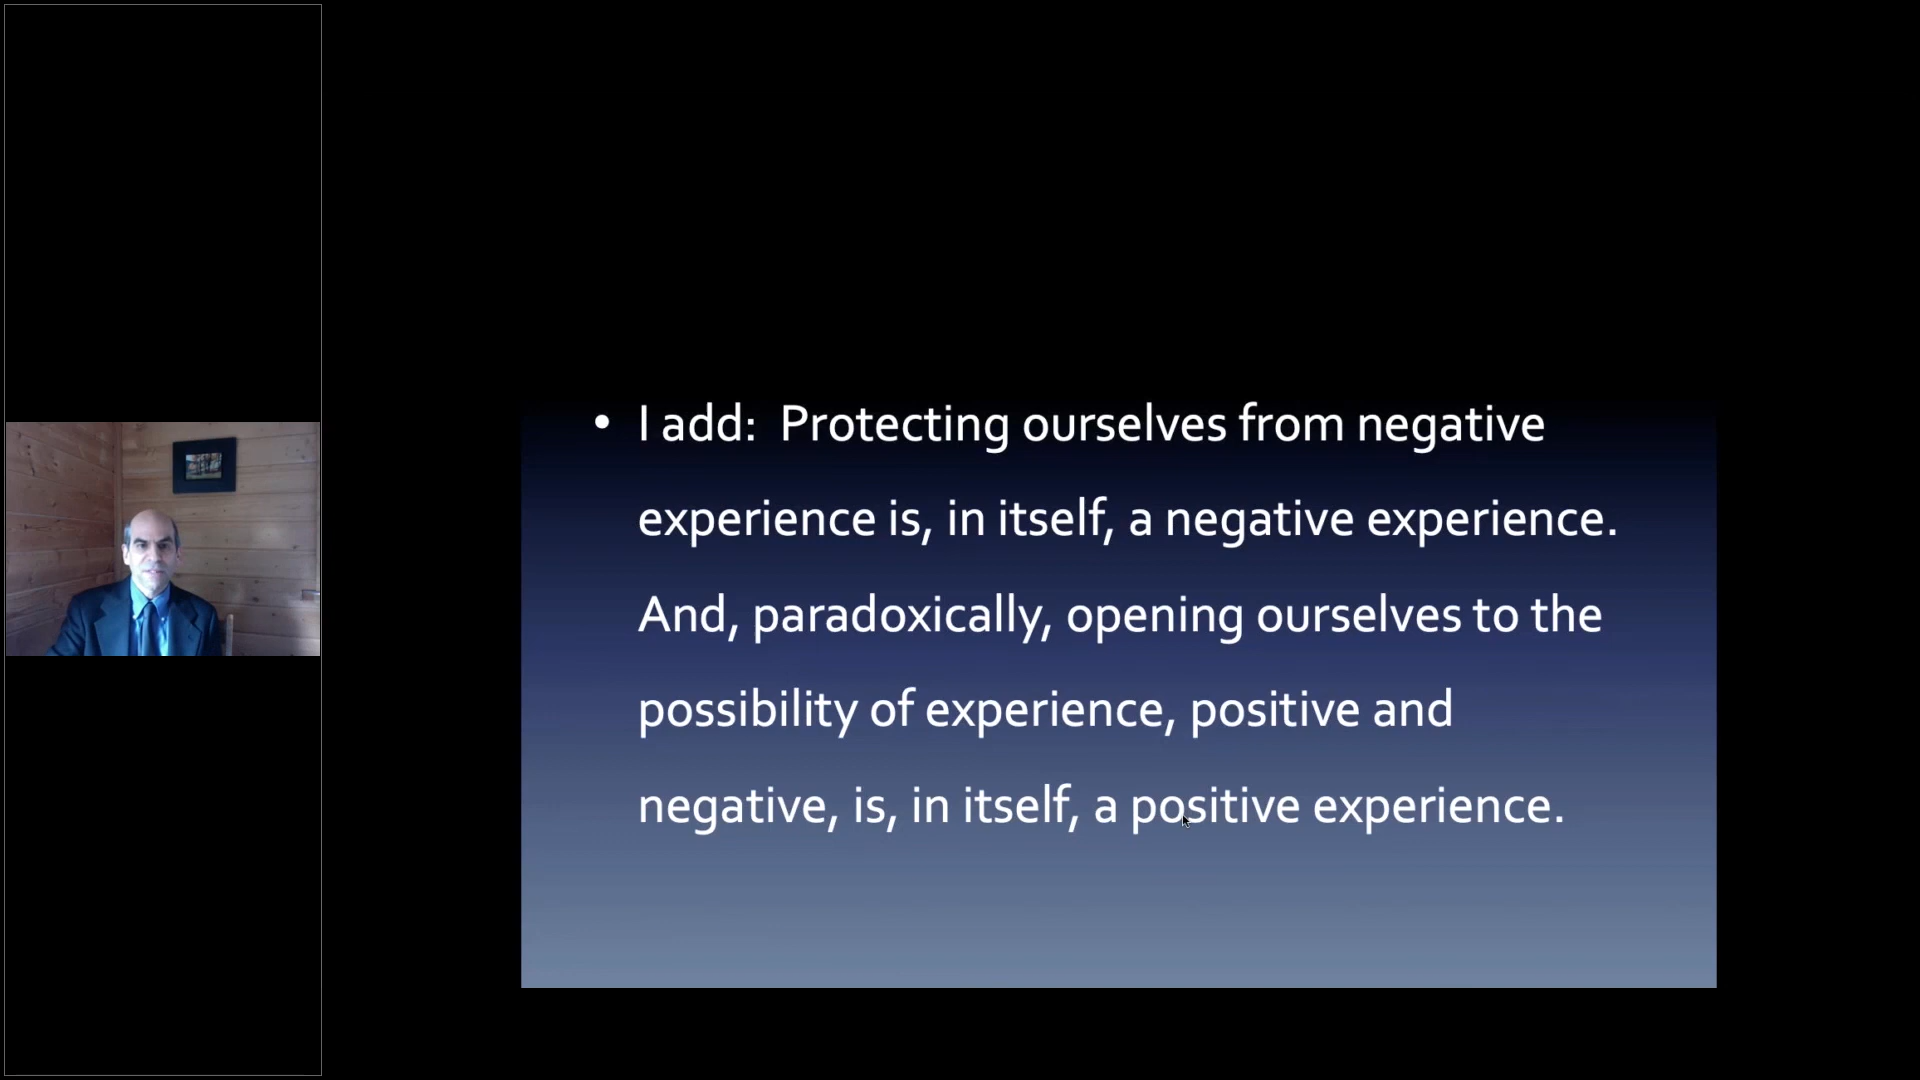 • I add:  Protecting ourselves from negative
experience is, in itself, a negative experience.
And, paradoxically, opening ourselves to the
possibility of experience, positive and
negative, is, in itself, a positive experience.